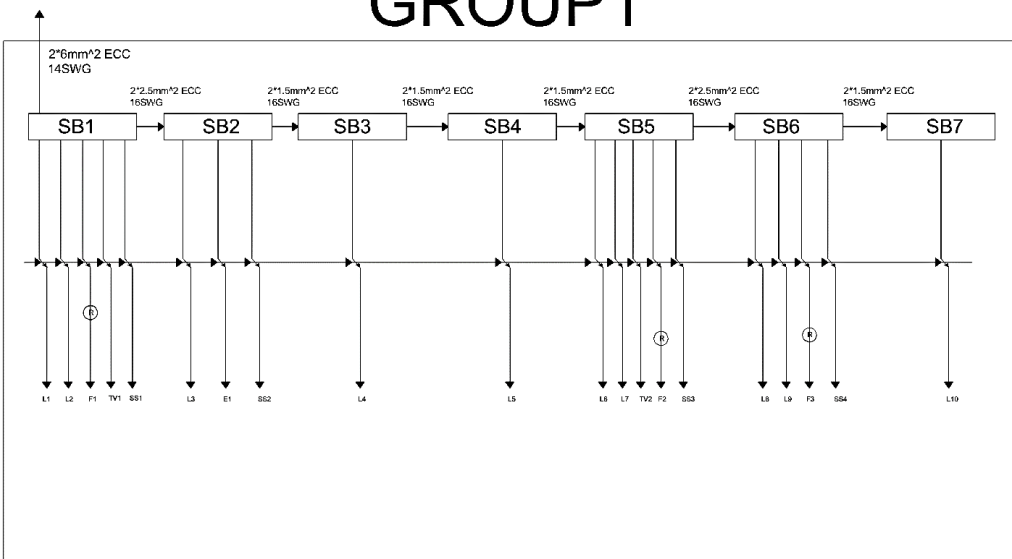 GROUP1
2*6mm^2 ECC
14SWG
2*2.5mm^2 ECC
16SWG
2*1.5mm^2 ECC
16SWG
2*1.5mm^2 ECC
16SWG
2*1.5mm^2 ECC
16SWG
2*2.5mm^2 ECC
16SWG
2*1.5mm^2 ECC
16SWG
SB1 SB2 SB3 SB4 SB5 SB6 SB7
R
R
R
L1 L2 F1 TV1 SS1 L3 E1 SS2 L4 L5 L6 L7 TV2 F2 SS3 L8 L9 F3 SS4 L10